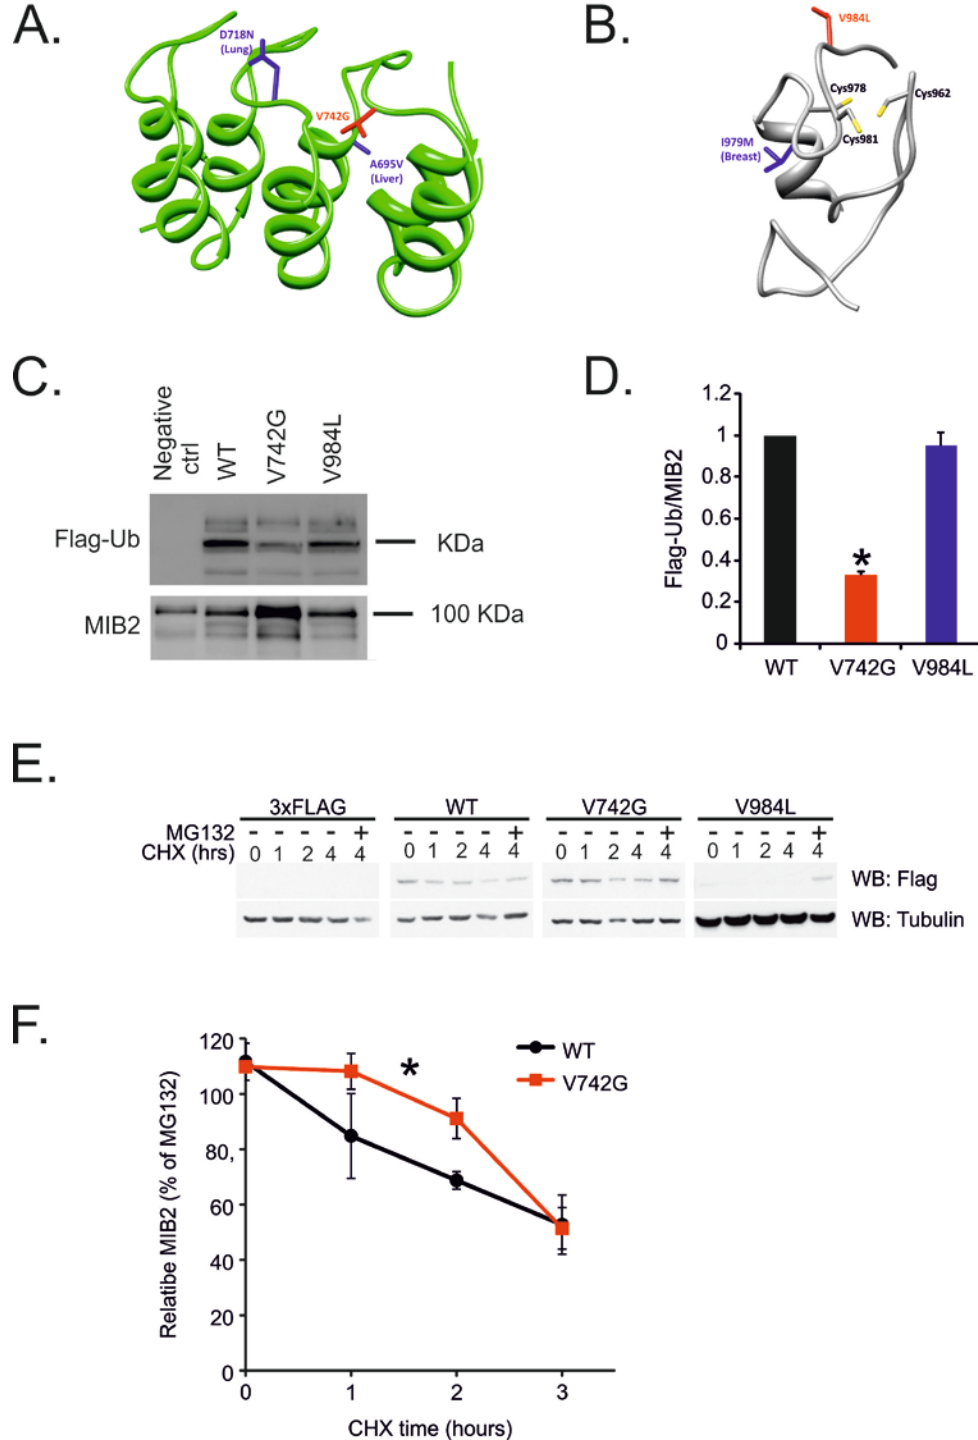 A.
D718N
(Lung)
V742G
A695V
(Liver)
B.
V984L
Cys978
Cys962
Cys981
I979M
(Breast)
C.
Negative
ctrl
WT
V742G
V984L
Flag-Ub
KDa
MIB2
100 KDa
D.
Flag-Ub/MIB2
1.2
1
0.8
0.6
0.4
0.2
0
*
WT V742G V984L
E.
3xFLAG WT V742G V984L
MG132 - - - - + - - - - + - - - - + - - - - +
CHX (hrs) 0 1 2 4 4 0 1 2 4 4 0 1 2 4 4 0 1 2 4 4
WB: Flag
WB: Tubulin
F.
Relatibe MIB2 (% of MG132)
120
100
80,
60
40
20
0
*
WT
V742G
0 1 2 3
CHX time (hours)